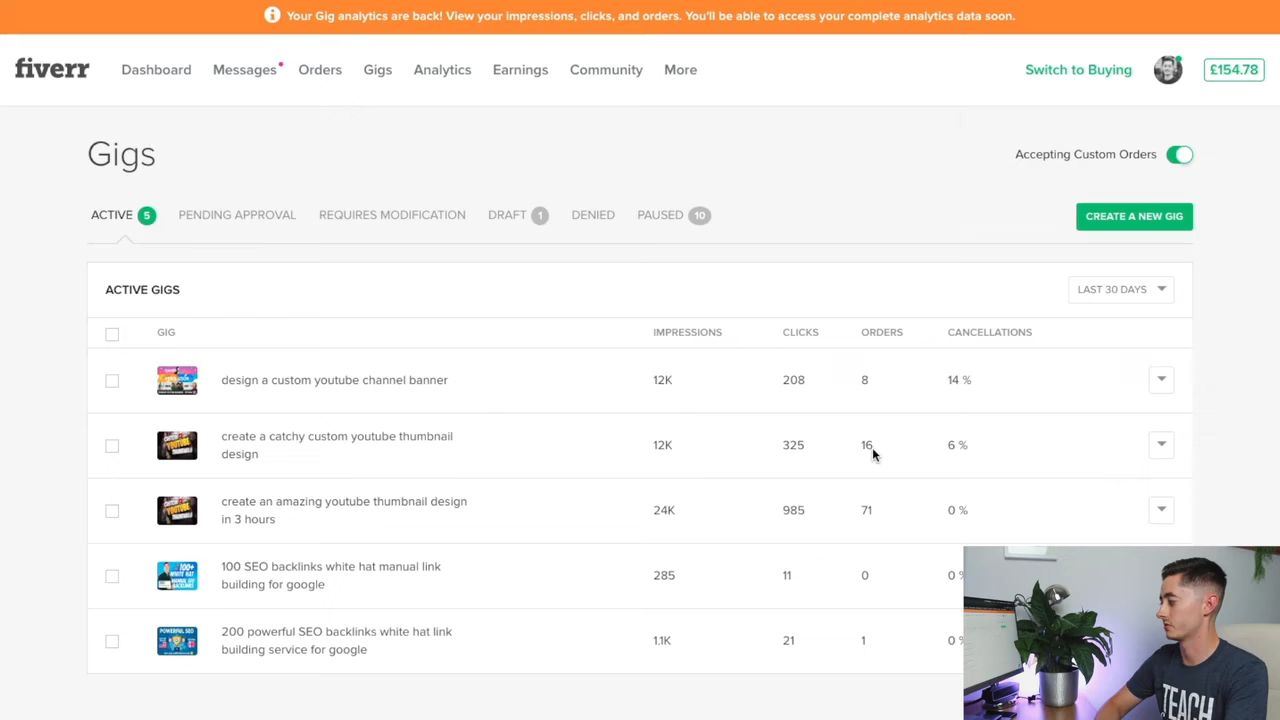 Your Gig analytics are back! View your impressions, clicks, and orders. You'll be able to access your complete analytics data soon.
fiverr Dashboard Messages Orders Gigs Analytics Earnings Community More Switch to Buying £154.78
Gigs
Accepting Custom Orders
ACTIVE 5 PENDING APPROVAL REQUIRES MODIFICATION DRAFT 1 DENIED PAUSED 10 CREATE A NEW GIG
ACTIVE GIGS LAST 30 DAYS
GIG IMPRESSIONS CLICKS ORDERS CANCELLATIONS
design a custom youtube channel banner 12K 208 8 14 %
create a catchy custom youtube thumbnail
design
12K 325 16 6 %
create an amazing youtube thumbnail design
in 3 hours
24K 985 71 0 %
100 SEO backlinks white hat manual link
building for google
285 11 0 0 %
200 powerful SEO backlinks white hat link
building service for google
1.1K 21 1 0 %
TEACH